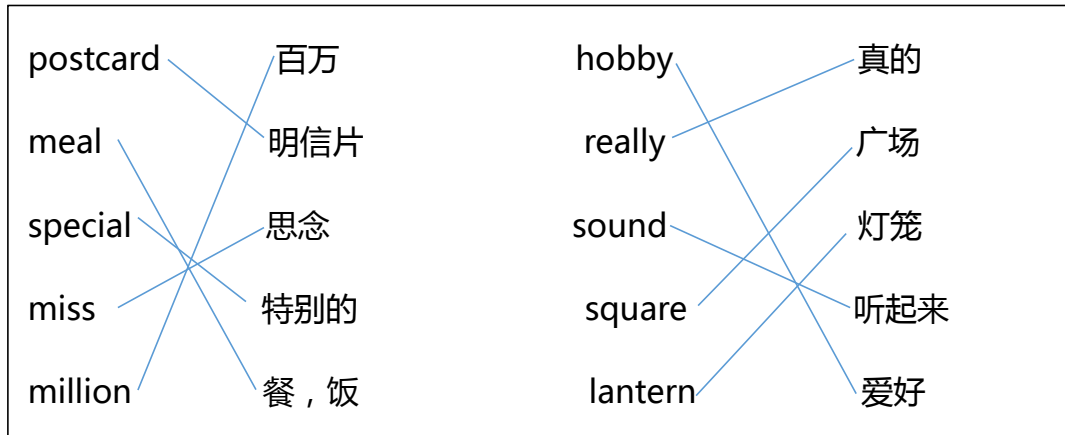 postcard 百万 hobby 真的
meal 明信片 really 广场
special 思念 sound 灯笼
miss 特别的 square 听起来
million 餐，饭 lantern 爱好